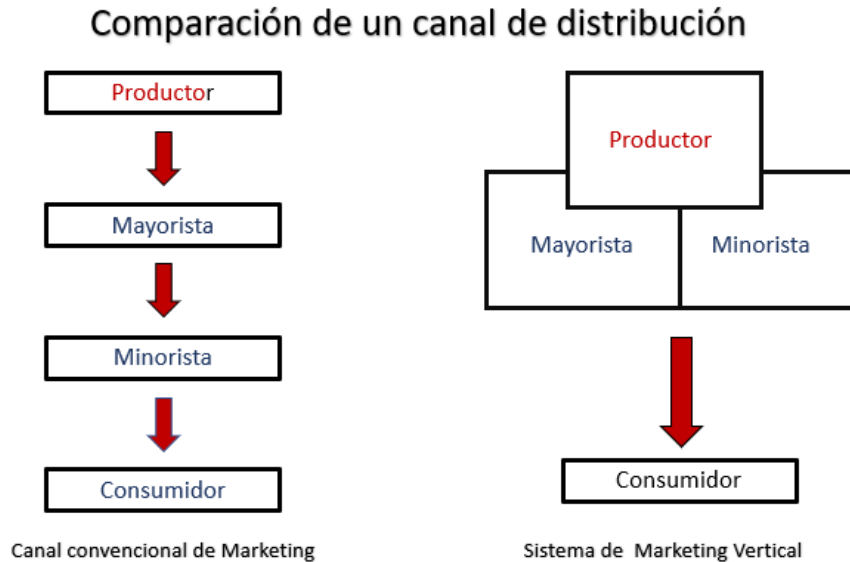 Comparación de un canal de distribución
Productor
Mayorista
Minorista
Consumidor
Canal convencional de Marketing
Productor
Mayorista
Minorista
Consumidor
Sistema de Marketing Vertical